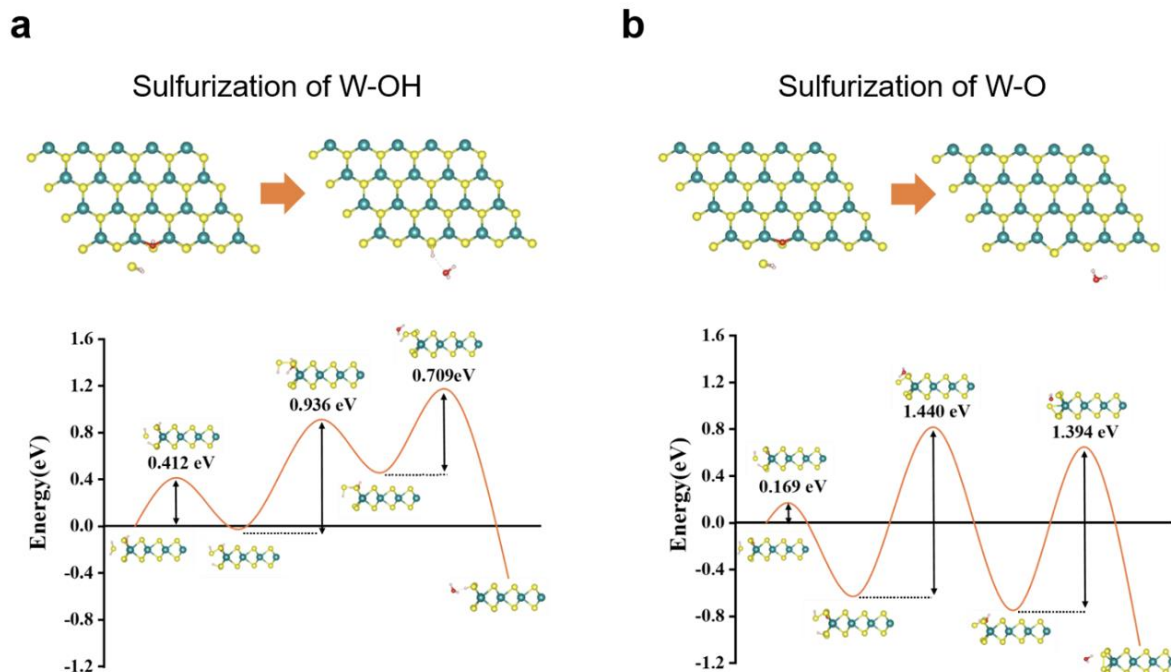 a
Sulfurization of W-OH
Energy(eV)
1.6
1.2
0.8
0.4
0.0
-0.4
-0.8
-1.2
0.412 eV
0.936 eV
0.709eV
b
Sulfurization of W-O
Energy(eV)
1.6
1.2
0.8
0.4
0.0
-0.4
-0.8
-1.2
0.169 eV
1.440 eV
1.394 eV